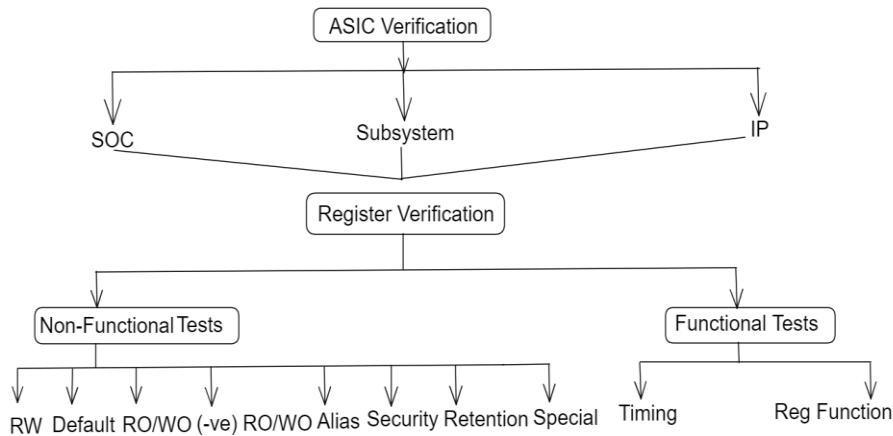 ASIC Verification
SOC Subsystem IP
Register Verification
Non-Functional Tests Functional Tests
RW Default RO/WO (-ve) RO/WO Alias Security Retention Special Timing Reg Function